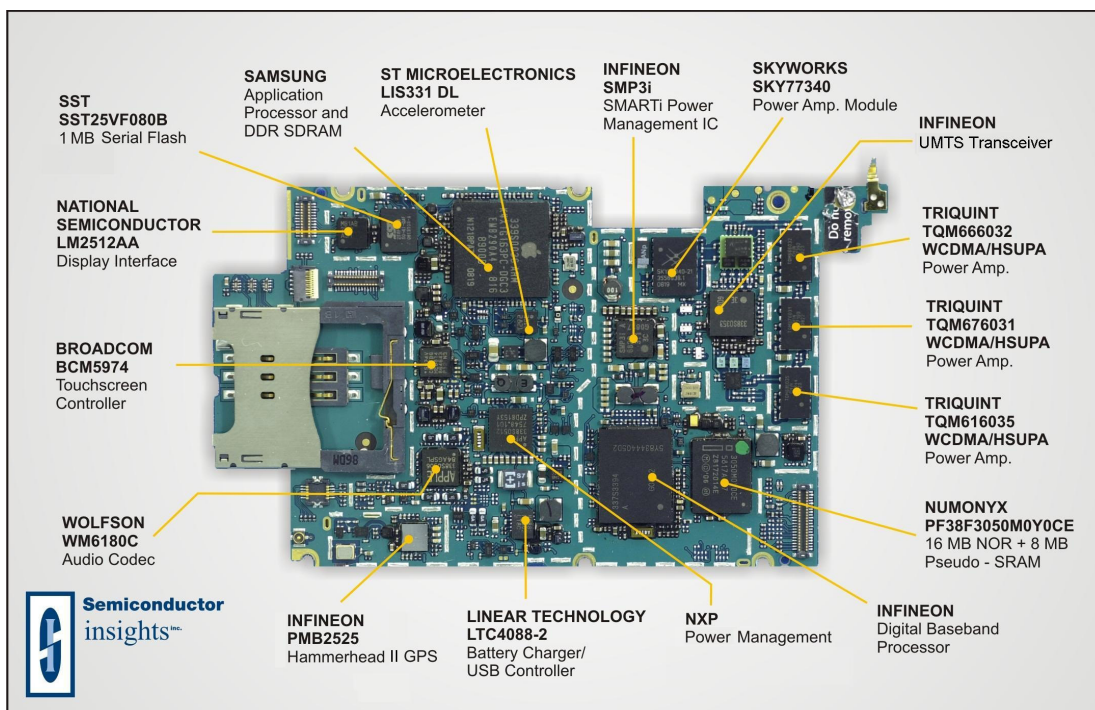 SST
SST25VF080B
1 MB Serial Flash
SAMSUNG
Application
Processor and
DDR SDRAM
ST MICROELECTRONICS
LIS331 DL
Accelerometer
INFINEON
SMP3i
SMARTi Power
Management IC
SKYWORKS
SKY77340
Power Amp. Module
INFINEON
UMTS Transceiver
NATIONAL
SEMICONDUCTOR
LM2512AA
Display Interface
TRIQUINT
TQM666032
WCDMA/HSUPA
Power Amp.
BROADCOM
BCM5974
Touchscreen
Controller
TRIQUINT
TQM676031
WCDMA/HSUPA
Power Amp.
TRIQUINT
TQM616035
WCDMA/HSUPA
Power Amp.
WOLFSON
WM6180C
Audio Codec
NUMONYX
PF38F3050M0Y0CE
16 MB NOR + 8 MB
Pseudo - SRAM
INFINEON
PMB2525
Hammerhead II GPS
LINEAR TECHNOLOGY
LTC4088-2
Battery Charger/
USB Controller
NXP
Power Management
INFINEON
Digital Baseband
Processor
Semiconductor
insights inc.
Do
remo